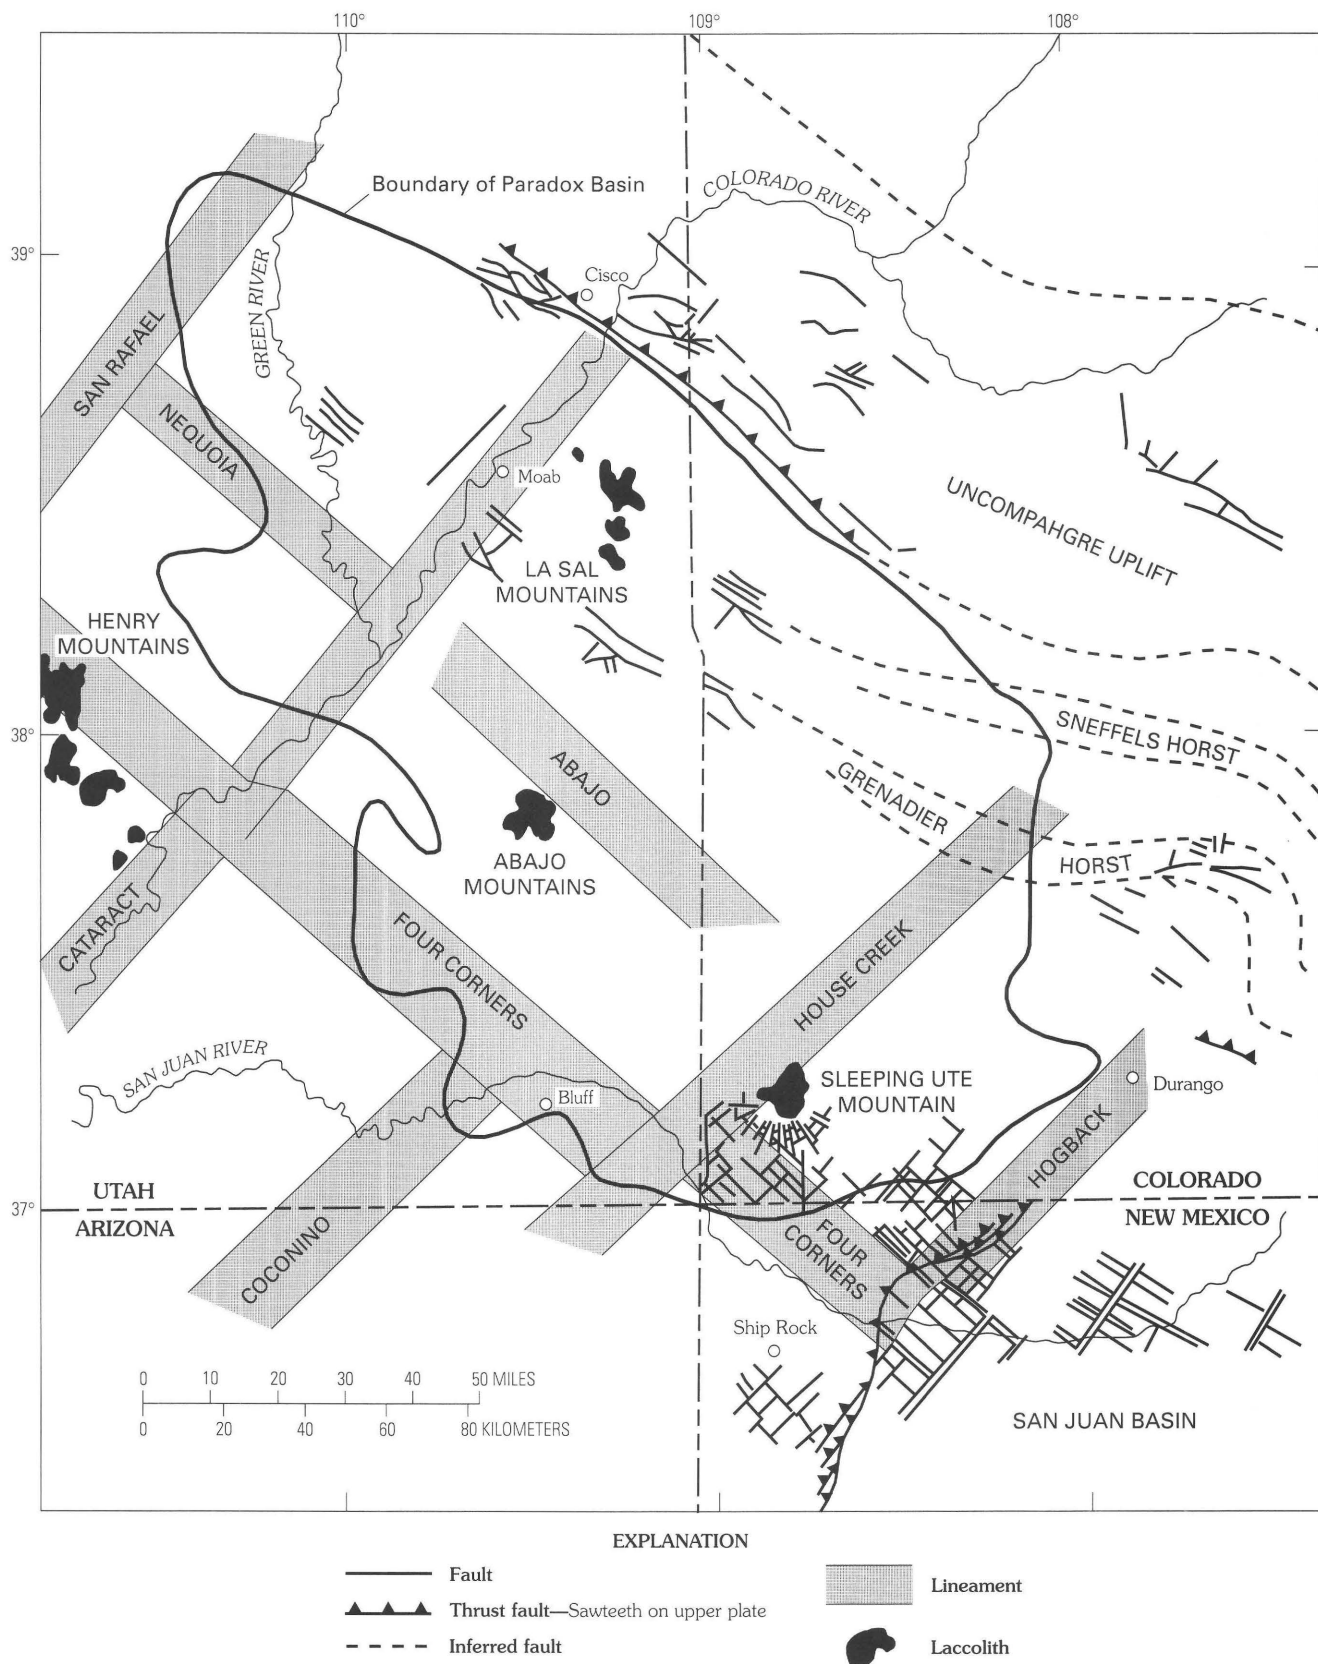 110°
109°
108°
Boundary of Paradox Basin
COLORADO RIVER
39°
Cisco
GREEN RIVER
SAN RAFAEL
NEQUOIA
Moab
UNCOMPAHGRE UPLIFT
LA SAL
MOUNTAINS
HENRY
MOUNTAINS
38°
SNEFFELS HORST
ABAJO
GRENADIER
HORST
ABAJO
MOUNTAINS
CATARACT
FOUR CORNERS
HOUSE CREEK
SAN JUAN RIVER
Bluff
SLEEPING UTE
MOUNTAIN
Durango
HOGBACK
37°
UTAH
ARIZONA
COLORADO
NEW MEXICO
COCONINO
FOUR
CORNERS
Ship Rock
0 10 20 30 40 50 MILES
0 20 40 60 80 KILOMETERS
SAN JUAN BASIN
EXPLANATION
Fault
Thrust fault—Sawteeth on upper plate
Inferred fault
Lineament
Laccolith